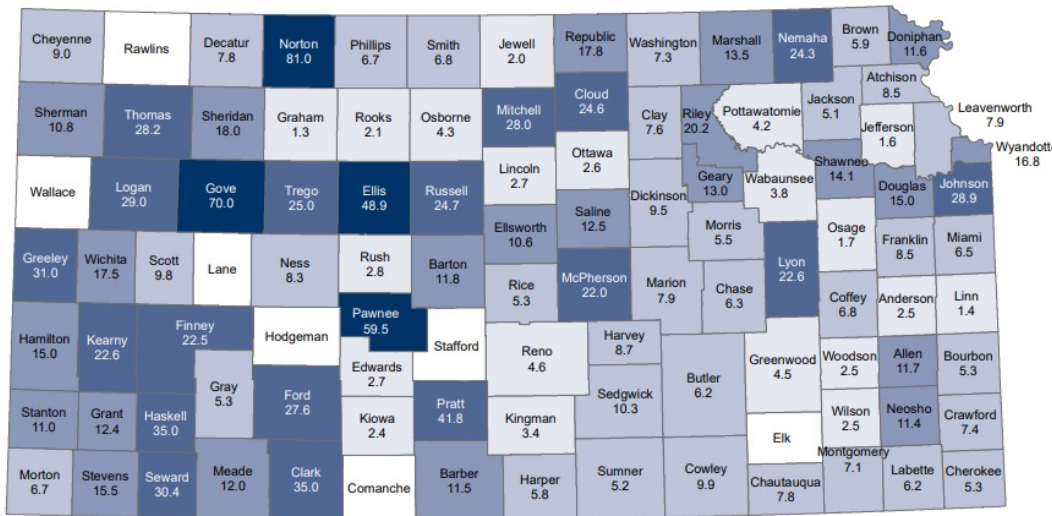 Cheyenne
9.0
Rawlins
Decatur
7.8
Norton
81.0
Phillips
6.7
Smith
6.8
Jewell
2.0
Republic
17.8
Washington
7.3
Marshall
13.5
Nemaha
24.3
Brown
5.9
Doniphan
11.6
Atchison
8.5
Sherman
10.8
Thomas
28.2
Sheridan
18.0
Graham
1.3
Rooks
2.1
Osborne
4.3
Mitchell
28.0
Cloud
24.6
Clay
7.6
Riley
20.2
Pottawatomie
4.2
Jackson
5.1
Jefferson
1.6
Leavenworth
7.9
Wyandotte
16.8
Wallace
Logan
29.0
Gove
70.0
Trego
25.0
Ellis
48.9
Russell
24.7
Lincoln
2.7
Ottawa
2.6
Saline
12.5
Dickinson
9.5
Geary
13.0
Wabaunsee
3.8
Shawnee
14.1
Douglas
15.0
Johnson
28.9
Greeley
31.0
Wichita
17.5
Scott
9.8
Lane
Ness
8.3
Rush
2.8
Barton
11.8
Ellsworth
10.6
Rice
5.3
McPherson
22.0
Marion
7.9
Morris
5.5
Chase
6.3
Lyon
22.6
Osage
1.7
Franklin
8.5
Miami
6.5
Coffey
6.8
Anderson
2.5
Linn
1.4
Hamilton
15.0
Kearny
22.6
Finney
22.5
Hodgeman
Pawnee
59.5
Stafford
Edwards
2.7
Reno
4.6
Harvey
8.7
Sedgwick
10.3
Butler
6.2
Greenwood
4.5
Woodson
2.5
Allen
11.7
Bourbon
5.3
Gray
5.3
Ford
27.6
Stanton
11.0
Grant
12.4
Haskell
35.0
Kiowa
2.4
Pratt
41.8
Kingman
3.4
Elk
Wilson
2.5
Neosho
11.4
Crawford
7.4
Morton
6.7
Stevens
15.5
Seward
30.4
Meade
12.0
Clark
35.0
Comanche
Barber
11.5
Harper
5.8
Sumner
5.2
Cowley
9.9
Chautauqua
7.8
Montgomery
7.1
Labette
6.2
Cherokee
5.3